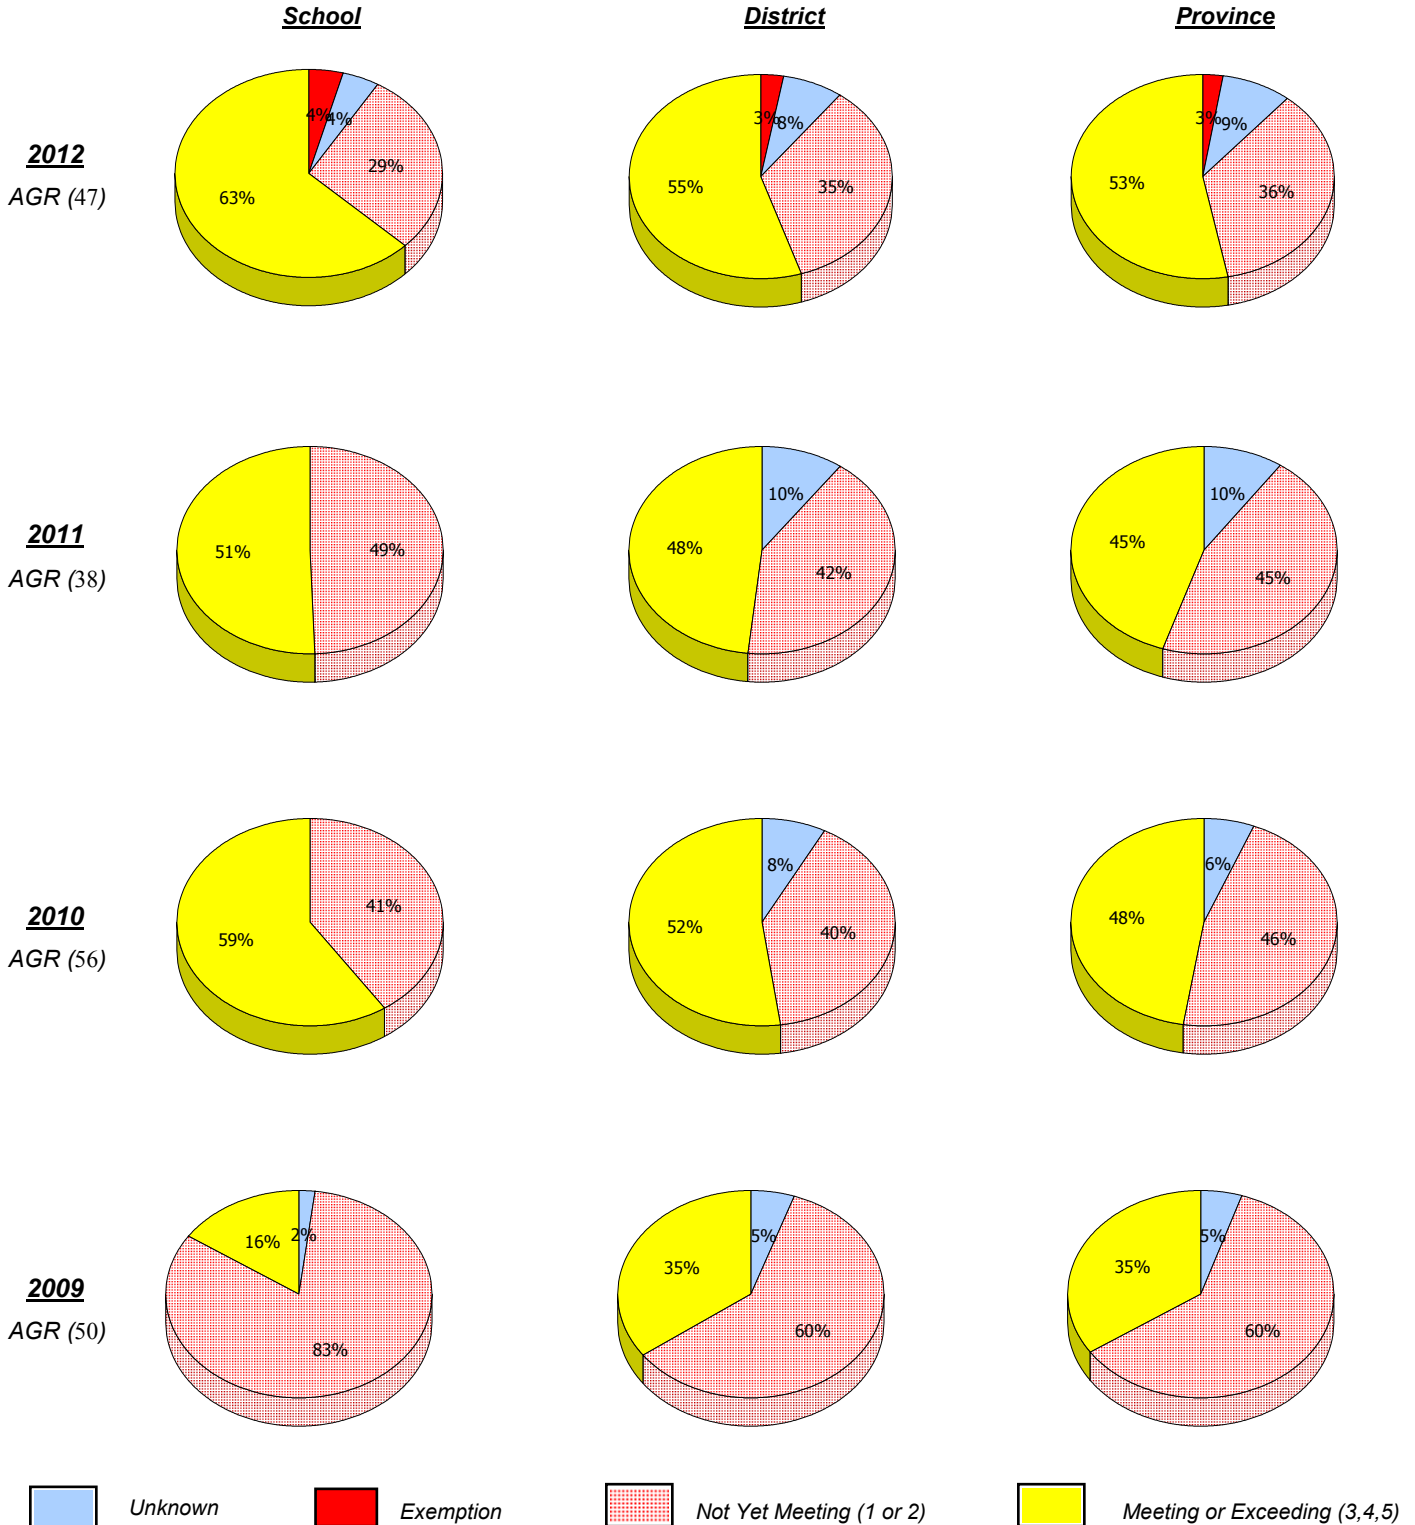 School District Province
2012
AGR (47)
4% 4% 29% 63%
3% 8% 35% 55%
3% 9% 36% 53%
2011
AGR (38)
51% 49%
10% 48% 42%
10% 45% 45%
2010
AGR (56)
41% 59%
8% 52% 40%
6% 48% 46%
2009
AGR (50)
2% 16% 83%
5% 35% 60%
5% 35% 60%
Unknown Exemption Not Yet Meeting (1 or 2) Meeting or Exceeding (3,4,5)